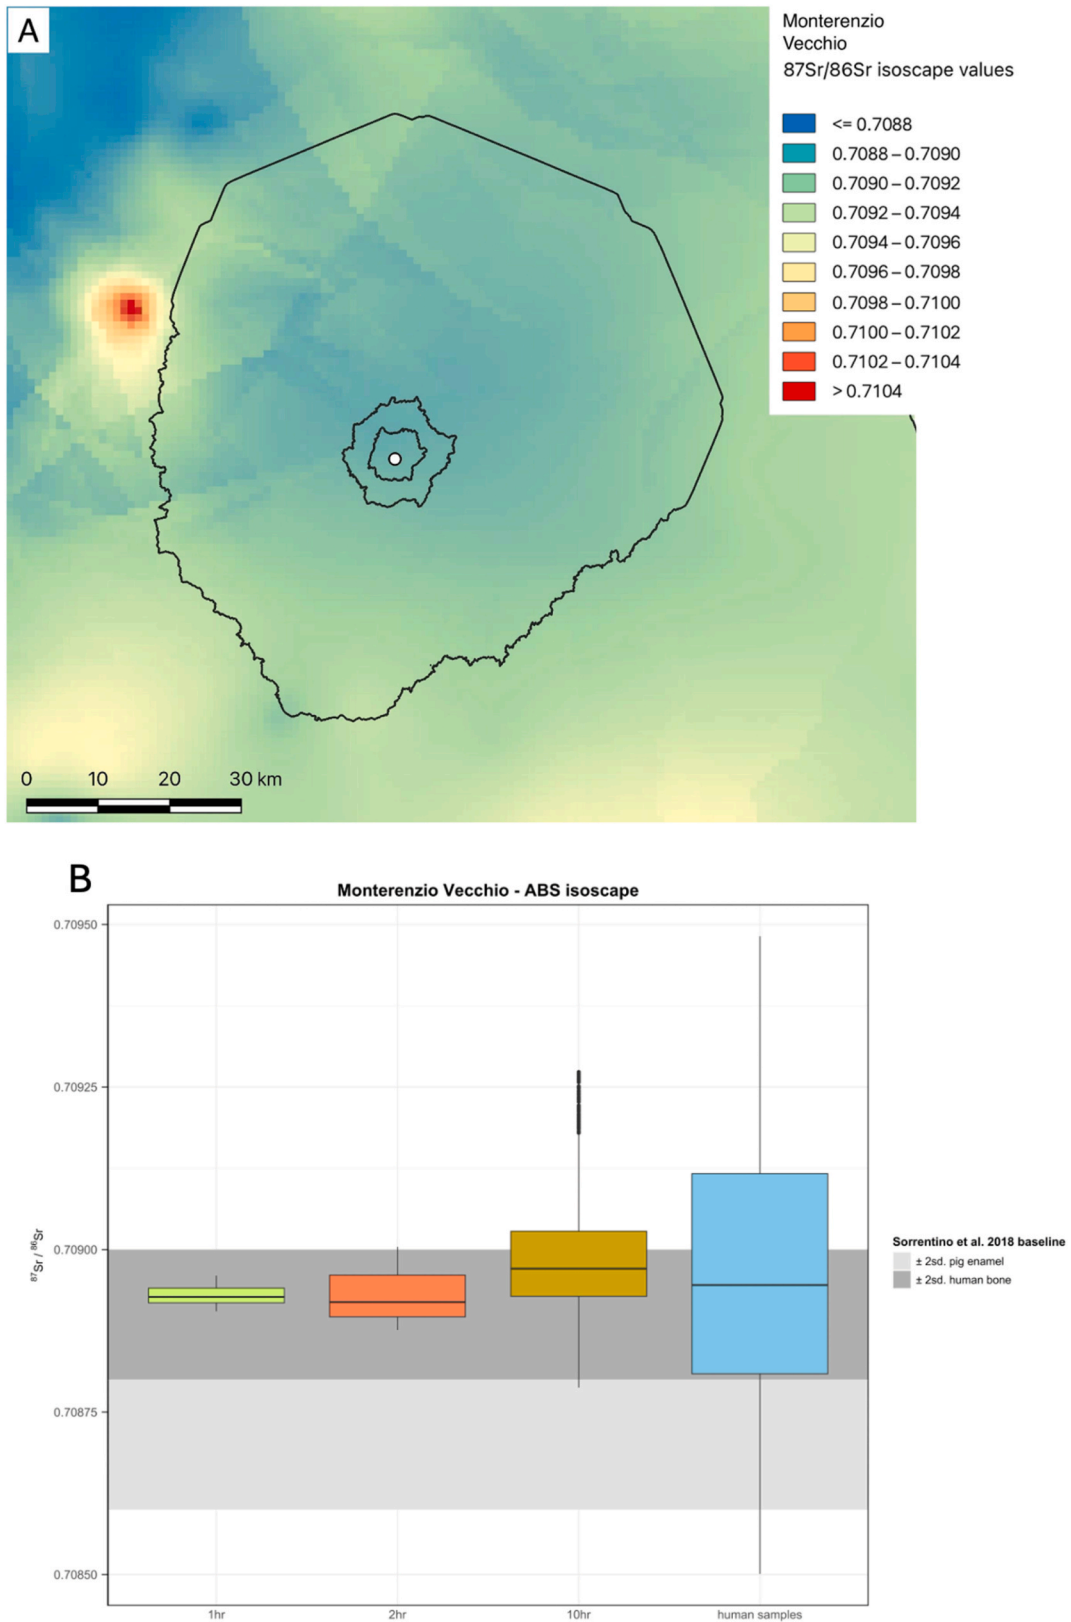 A
Monterenzio
Vecchio
87Sr/86Sr isoscape values
<= 0.7088
0.7088 – 0.7090
0.7090 – 0.7092
0.7092 – 0.7094
0.7094 – 0.7096
0.7096 – 0.7098
0.7098 – 0.7100
0.7100 – 0.7102
0.7102 – 0.7104
> 0.7104
0 10 20 30 km
B
Monterenzio Vecchio - ABS isoscape
0.70950
0.70925
0.70900
0.70875
0.70850
87Sr / 86Sr
1hr 2hr 10hr human samples
Sorrentino et al. 2018 baseline
± 2sd. pig enamel
± 2sd. human bone